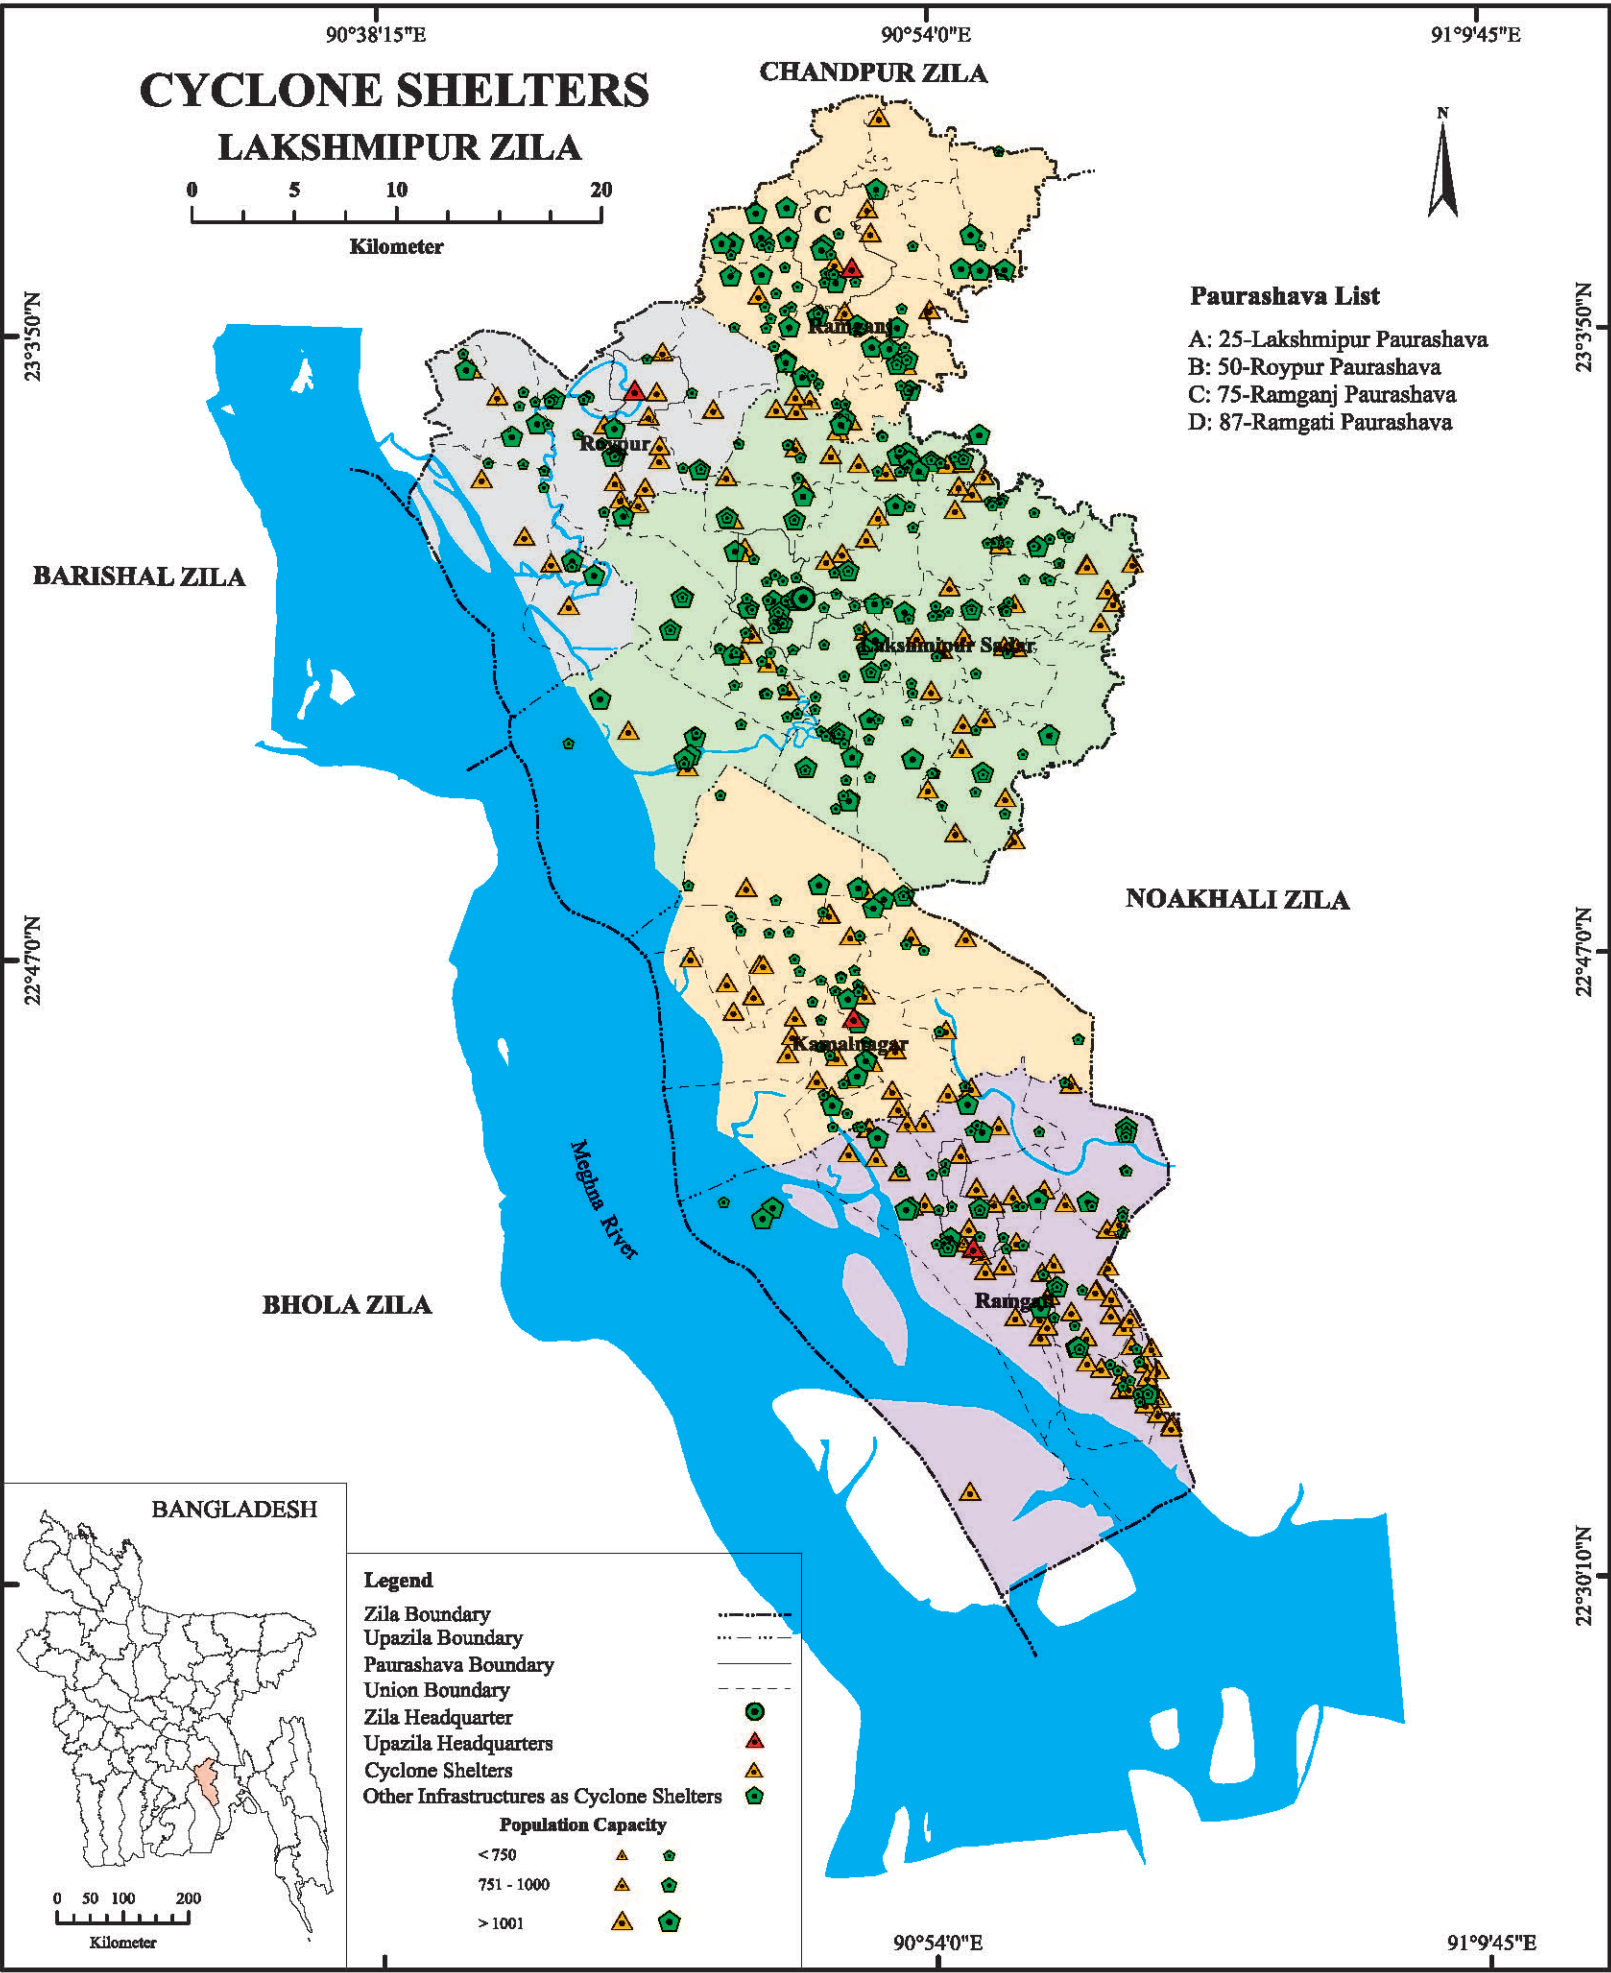 90°38'15"E
90°54'0"E
91°9'45"E
CYCLONE SHELTERS
LAKSHMIPUR ZILA
0 5 10 20
Kilometer
CHANDPUR ZILA
N
C
23°3'50"N
23°3'50"N
Paurashava List
A: 25-Lakshmipur Paurashava
B: 50-Roypur Paurashava
C: 75-Ramganj Paurashava
D: 87-Ramgati Paurashava
Ramganj
Roypur
BARISHAL ZILA
Lakshmipur Sadar
NOAKHALI ZILA
22°47'0"N
22°47'0"N
Kamalnagar
Meghna River
BHOLA ZILA
Ramgati
BANGLADESH
22°30'10"N
Legend
Zila Boundary
Upazila Boundary
Paurashava Boundary
Union Boundary
Zila Headquarter
Upazila Headquarters
Cyclone Shelters
Other Infrastructures as Cyclone Shelters
Population Capacity
< 750
751 - 1000
> 1001
0 50 100 200
Kilometer
90°54'0"E
91°9'45"E